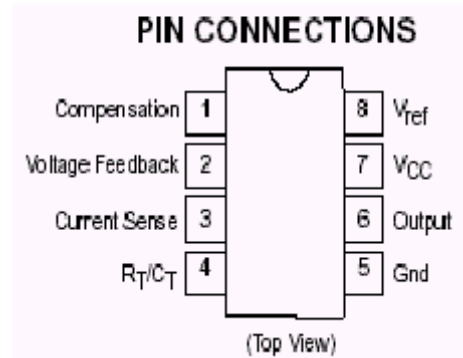 PIN CONNECTIONS
Compensation 1 8 Vref
Voltage Feedback 2 7 VCC
Current Sense 3 6 Output
RT/CT 4 5 Gnd
(Top View)